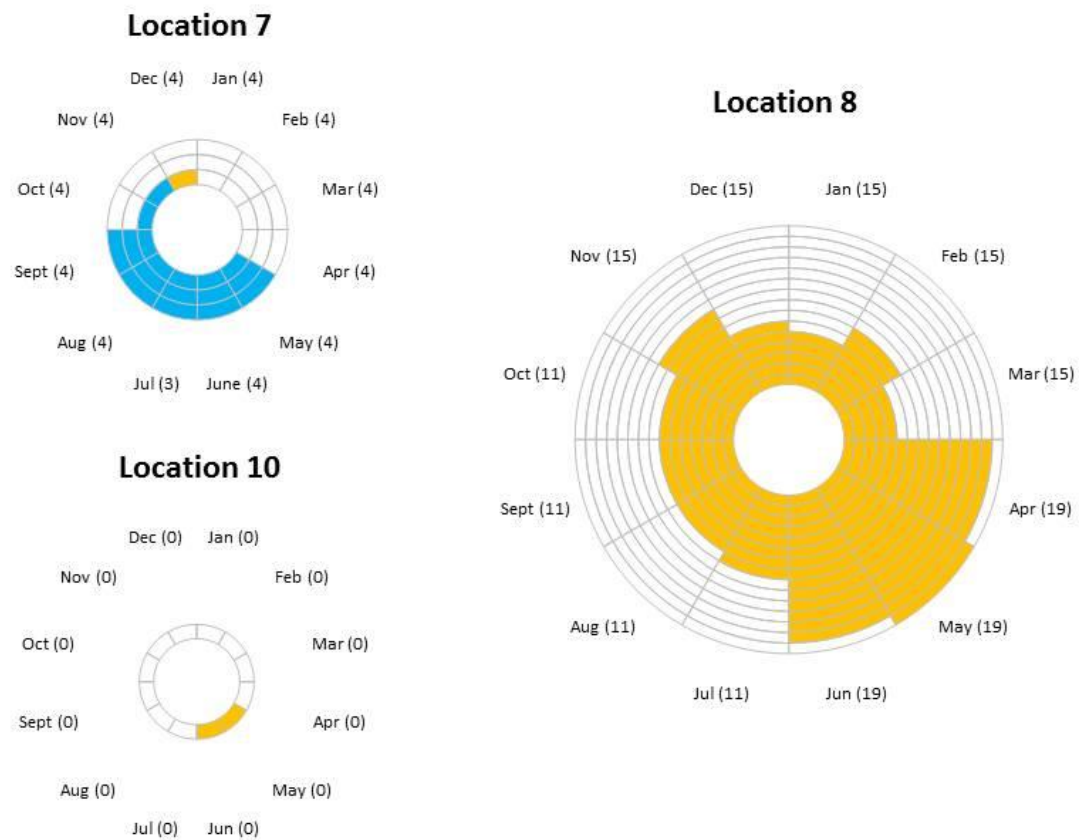 Location 7
Dec (4) Jan (4)
Nov (4) Feb (4)
Oct (4) Mar (4)
Sept (4) Apr (4)
Aug (4) May (4)
Jul (3) June (4)
Location 8
Dec (15) Jan (15)
Nov (15) Feb (15)
Oct (11) Mar (15)
Sept (11) Apr (19)
Aug (11) May (19)
Jul (11) Jun (19)
Location 10
Dec (0) Jan (0)
Nov (0) Feb (0)
Oct (0) Mar (0)
Sept (0) Apr (0)
Aug (0) May (0)
Jul (0) Jun (0)